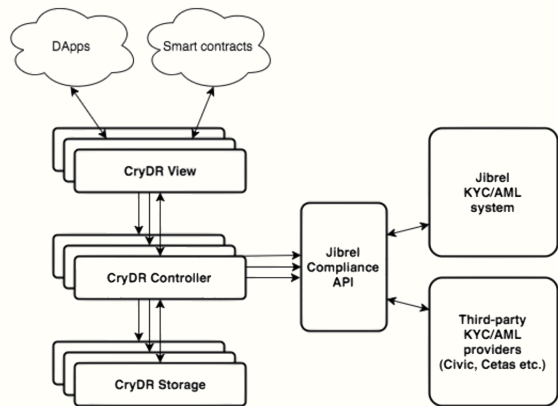 DApps
Smart contracts
CryDR View
Jibrel
KYC/AML
system
Jibrel
Compliance
API
CryDR Controller
Third-party
KYC/AML
providers
(Civic, Cetas etc.)
CryDR Storage